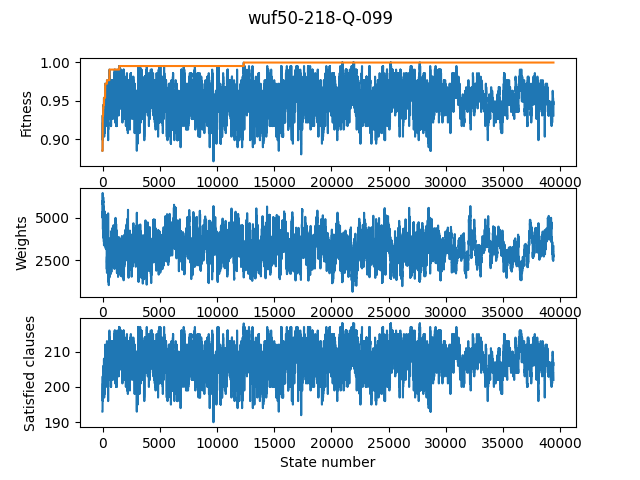 wuf50-218-Q-099
1.00
0.95
0.90
Fitness
0 5000 10000 15000 20000 25000 30000 35000 40000
5000
2500
Weights
0 5000 10000 15000 20000 25000 30000 35000 40000
210
200
190
Satisfied clauses
0 5000 10000 15000 20000 25000 30000 35000 40000
State number